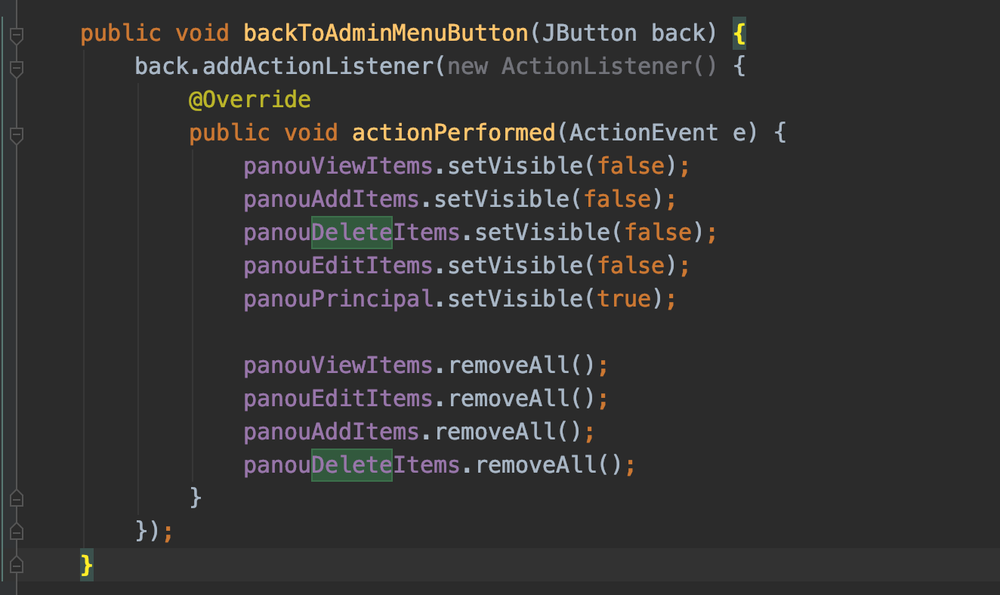 public void backToAdminMenuButton(JButton back) {
    back.addActionListener(new ActionListener() {
        @Override
        public void actionPerformed(ActionEvent e) {
            panouViewItems.setVisible(false);
            panouAddItems.setVisible(false);
            panouDeleteItems.setVisible(false);
            panouEditItems.setVisible(false);
            panouPrincipal.setVisible(true);

            panouViewItems.removeAll();
            panouEditItems.removeAll();
            panouAddItems.removeAll();
            panouDeleteItems.removeAll();
        }
    });
}